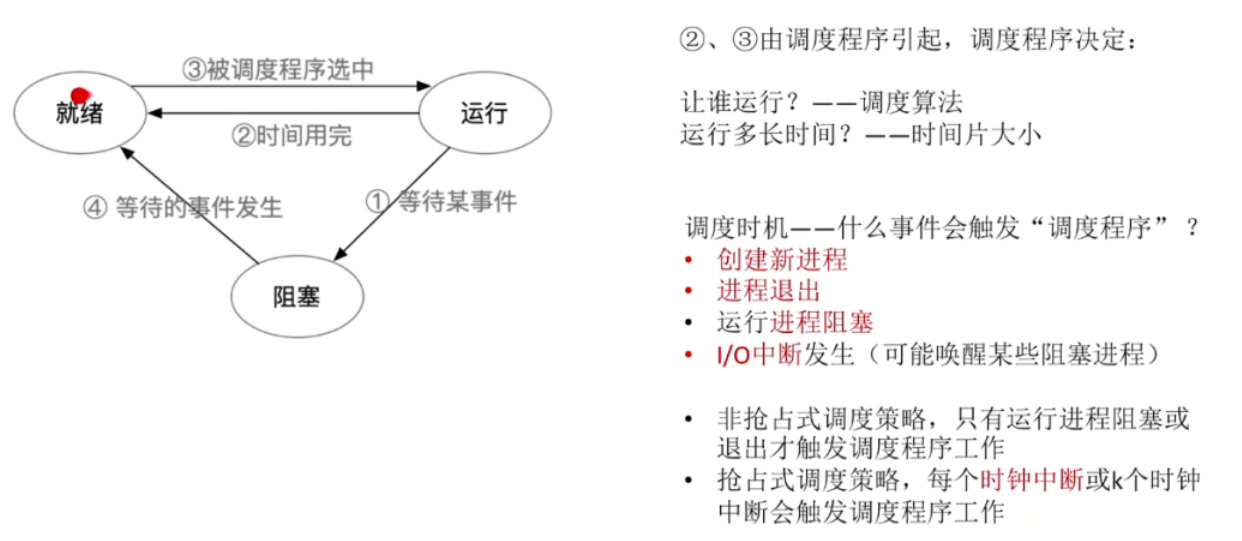 ③被调度程序选中
就绪
运行
②时间用完
④ 等待的事件发生
① 等待某事件
阻塞
②、③由调度程序引起，调度程序决定：
让谁运行？——调度算法
运行多长时间？——时间片大小
调度时机——什么事件会触发“调度程序”？
• 创建新进程
• 进程退出
• 运行进程阻塞
• I/O中断发生（可能唤醒某些阻塞进程）
• 非抢占式调度策略，只有运行进程阻塞或
退出才触发调度程序工作
• 抢占式调度策略，每个时钟中断或k个时钟
中断会触发调度程序工作